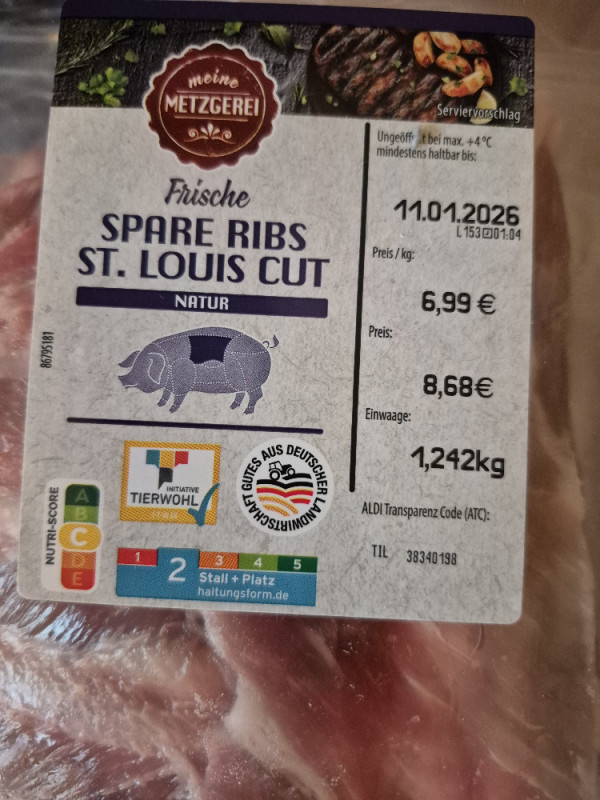 meine
METZGEREI
Serviervorschlag
Frische
SPARE RIBS
ST. LOUIS CUT
NATUR
86795181
Ungeöff t bei max. +4°C
mindestens haltbar bis:
11.01.2026
L153 01:04
Preis/kg:
6,99 €
Preis:
8,68€
Einwaage:
1,242kg
ALDI Transparenz Code (ATC):
TIL 38340198
INITIATIVE
TIERWOHL
GUTES AUS DEUTSCHER LANDWIRTSCHAFT
NUTRI-SCORE
A
B
C
D
E
1 2 3 4 5
Stall + Platz
haltungsform.de